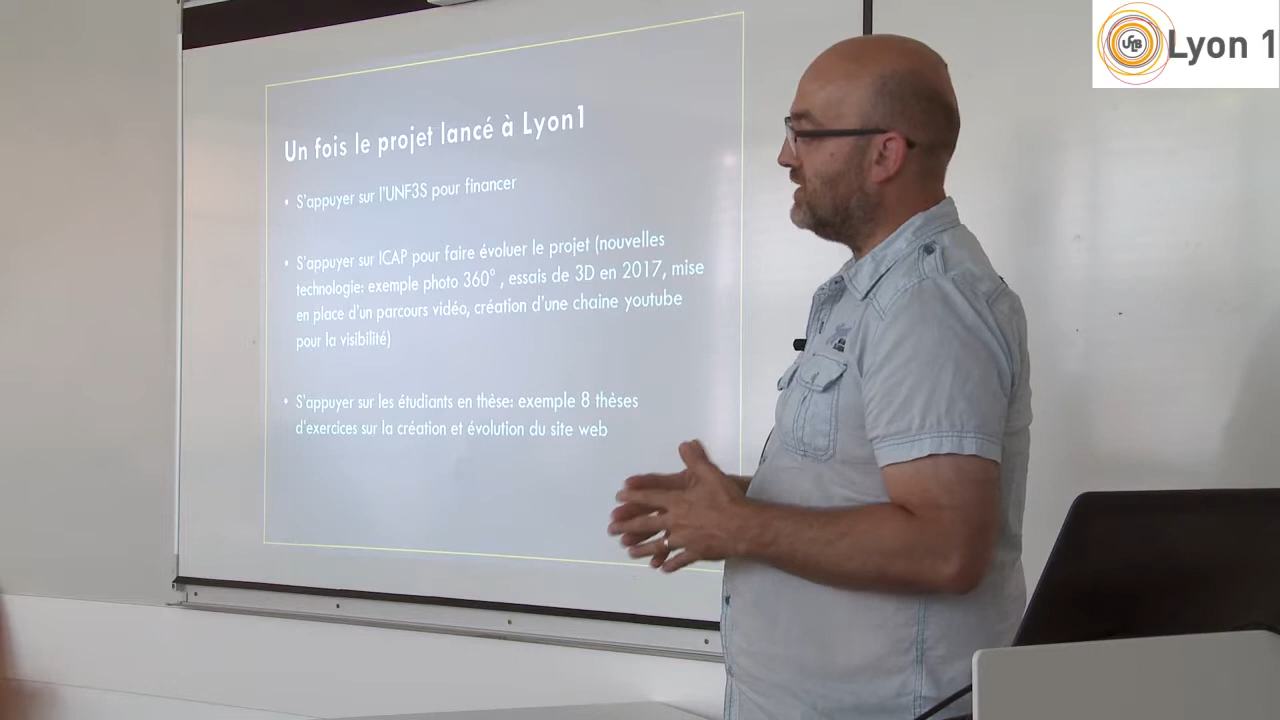 Lyon 1
Un fois le projet lancé à Lyon1
• S'appuyer sur l'UNF3S pour financer
• S'appuyer sur ICAP pour faire évoluer le projet (nouvelles
technologie: exemple photo 360° , essais de 3D en 2017, mise
en place d'un parcours vidéo, création d'une chaine youtube
pour la visibilité)
• S'appuyer sur les étudiants en thèse: exemple 8 thèses
d'exercices sur la création et évolution du site web